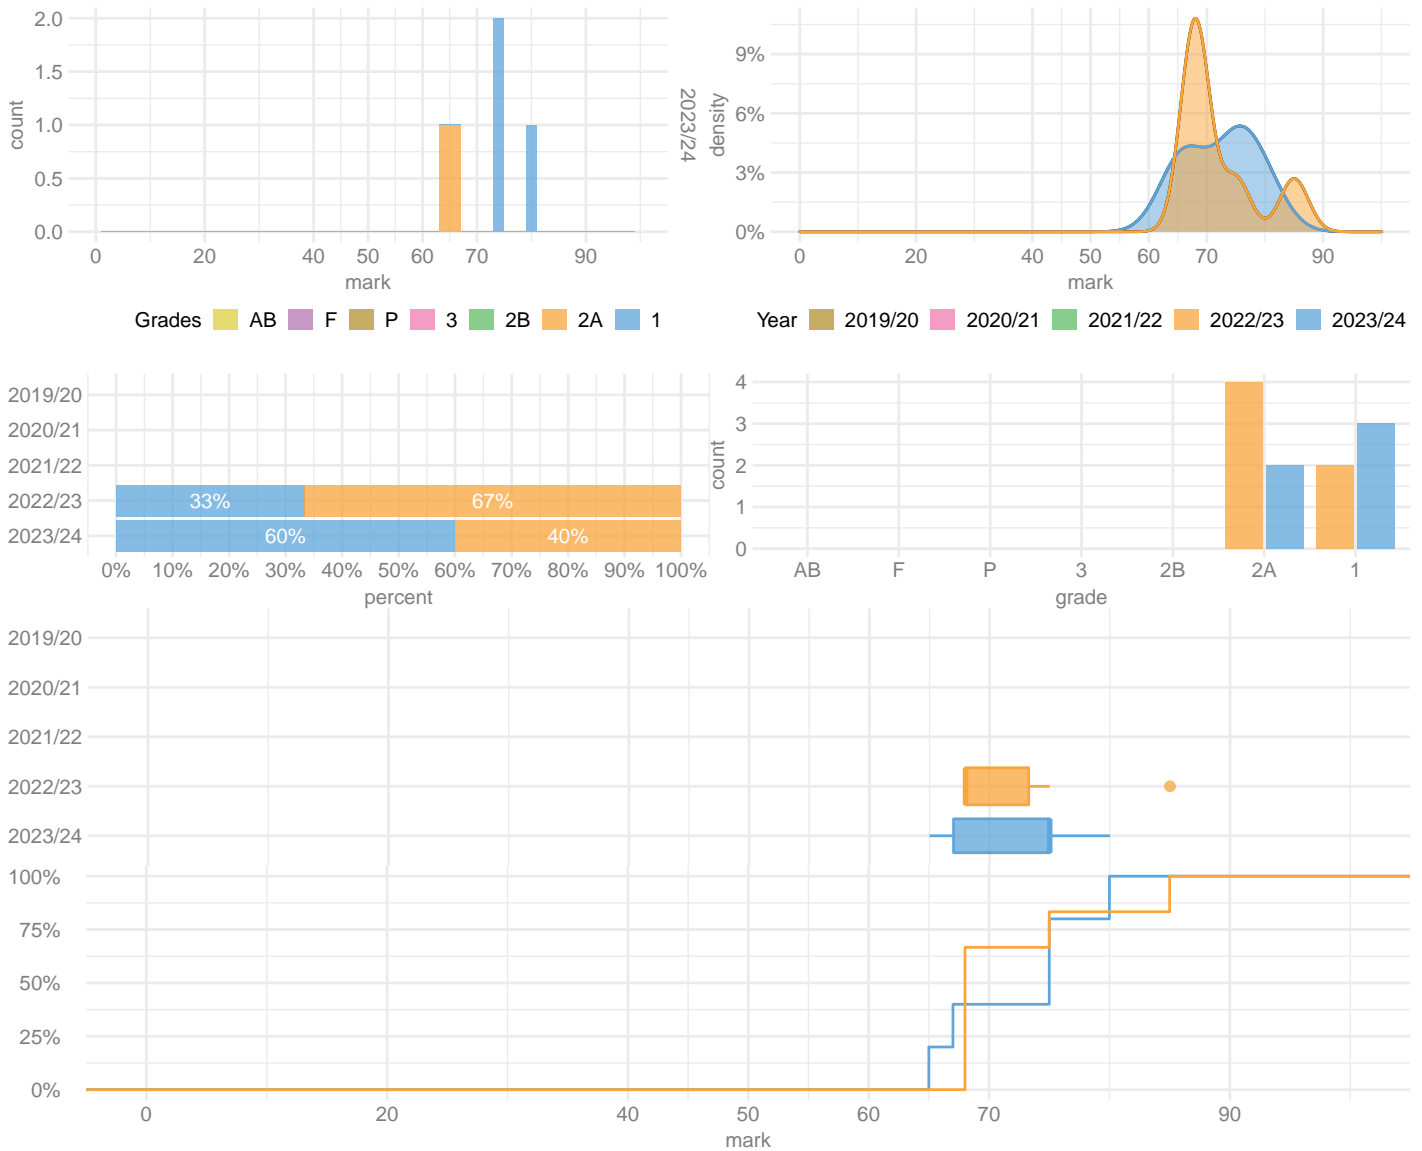 2.0
1.5
1.0
0.5
0.0
count
0 20 40 50 60 70 90
mark
2023/24
9%
6%
3%
0%
density
0 20 40 50 60 70 90
mark
Grades AB F P 3 2B 2A 1
Year 2019/20 2020/21 2021/22 2022/23 2023/24
2019/20
2020/21
2021/22
2022/23 33% 67%
2023/24 60% 40%
0% 10% 20% 30% 40% 50% 60% 70% 80% 90% 100%
percent
4
3
2
1
0
count
AB F P 3 2B 2A 1
grade
2019/20
2020/21
2021/22
2022/23
2023/24
100%
75%
50%
25%
0%
0 20 40 50 60 70 90
mark